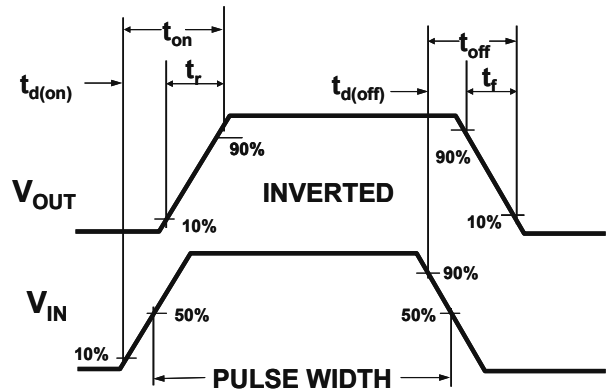 t_on
t_off
t_d(on)
t_r
t_d(off)
t_f
90%
90%
V_OUT
INVERTED
10%
10%
90%
V_IN
50%
50%
10%
PULSE WIDTH